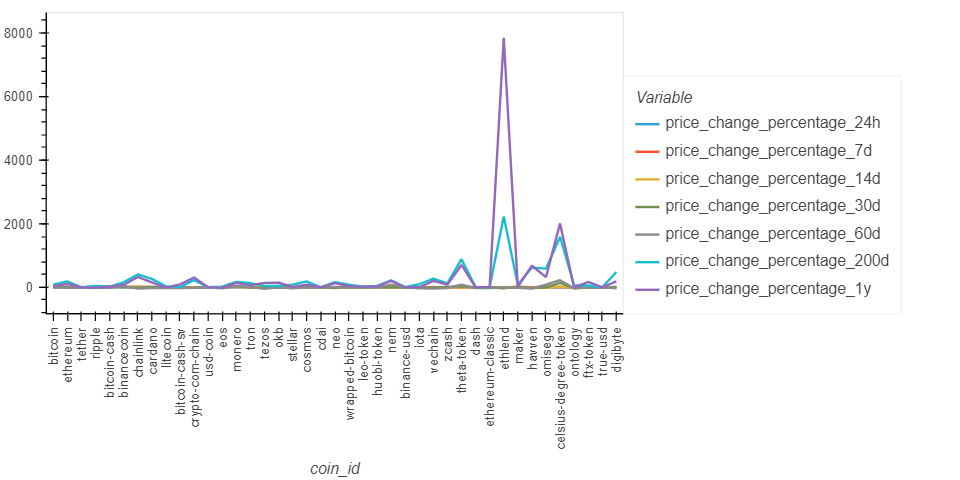 8000
6000
4000
2000
0
bitcoin
ethereum
tether
ripple
bitcoin-cash
binancecoin
chainlink
cardano
litecoin
bitcoin-cash-sv
crypto-com-chain
usd-coin
eos
monero
tron
tezos
okb
stellar
cosmos
cdai
neo
wrapped-bitcoin
leo-token
huobi-token
nem
binance-usd
iota
vechain
zcash
theta-token
dash
ethereum-classic
ethlend
maker
havven
omisego
celsius-degree-token
ontology
ftx-token
true-usd
digibyte
coin_id
Variable
price_change_percentage_24h
price_change_percentage_7d
price_change_percentage_14d
price_change_percentage_30d
price_change_percentage_60d
price_change_percentage_200d
price_change_percentage_1y